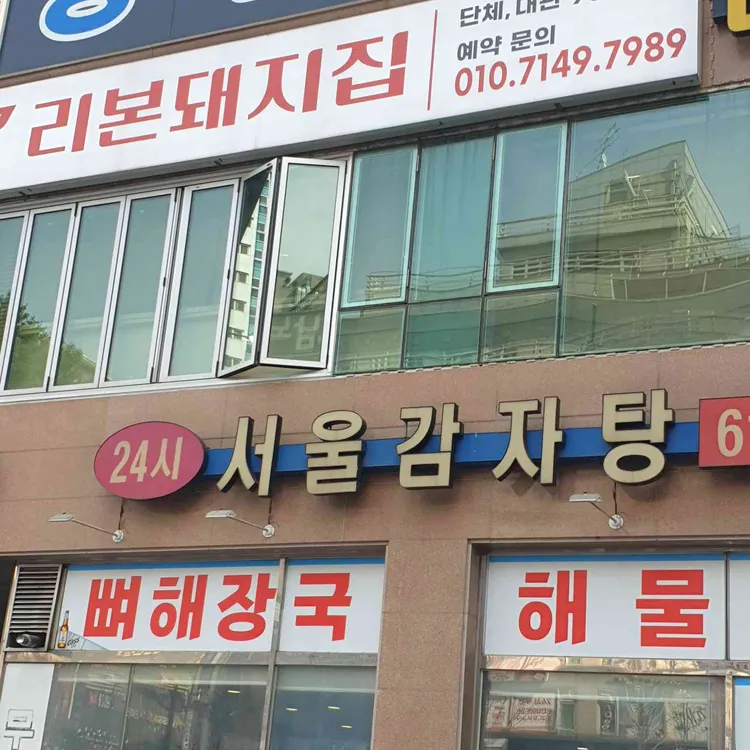 리본돼지집
단체, 대관
예약 문의
010.7149.7989
24시 서울감자탕 6
뼈해장국 해물